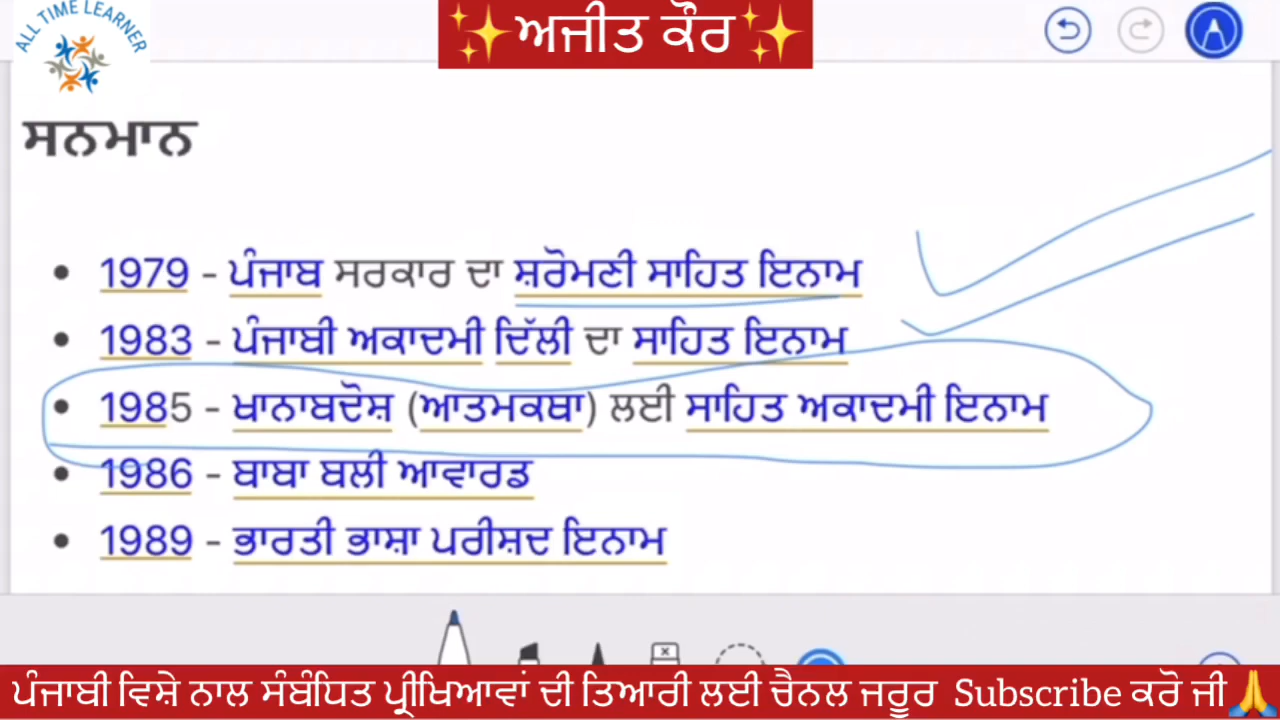 ALL TIME LEARNER
✨ਅਜੀਤ ਕੌਰ✨
ਸਨਮਾਨ
• 1979 - ਪੰਜਾਬ ਸਰਕਾਰ ਦਾ ਸ਼ਰੋਮਣੀ ਸਾਹਿਤ ਇਨਾਮ
• 1983 - ਪੰਜਾਬੀ ਅਕਾਦਮੀ ਦਿੱਲੀ ਦਾ ਸਾਹਿਤ ਇਨਾਮ
• 1985 - ਖਾਨਾਬਦੋਸ਼ (ਆਤਮਕਥਾ) ਲਈ ਸਾਹਿਤ ਅਕਾਦਮੀ ਇਨਾਮ
• 1986 - ਬਾਬਾ ਬਲੀ ਆਵਾਰਡ
• 1989 - ਭਾਰਤੀ ਭਾਸ਼ਾ ਪਰੀਸ਼ਦ ਇਨਾਮ
ਪੰਜਾਬੀ ਵਿਸ਼ੇ ਨਾਲ ਸੰਬੰਧਿਤ ਪ੍ਰੀਖਿਆਵਾਂ ਦੀ ਤਿਆਰੀ ਲਈ ਚੈਨਲ ਜਰੂਰ Subscribe ਕਰੋ ਜੀ🙏